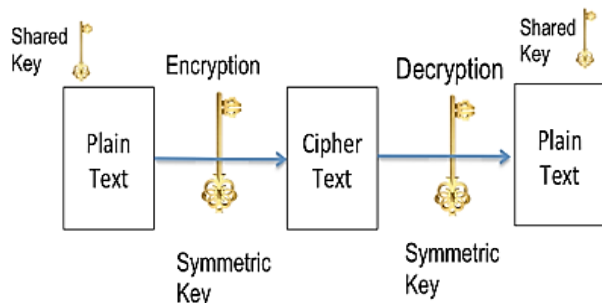 Shared
Key
Encryption
Decryption
Shared
Key
Plain
Text
Cipher
Text
Plain
Text
Symmetric
Key
Symmetric
Key